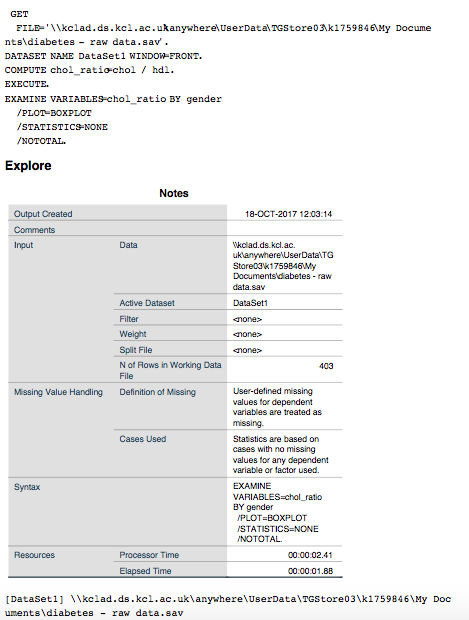 GET
FILE='\\kclad.ds.kcl.ac.uk\anywhere\UserData\TGStore03\k1759846\My Docume
nts\diabetes - raw data.sav'.
DATASET NAME DataSet1 WINDOW=FRONT.
COMPUTE chol_ratio=chol / hdl.
EXECUTE.
EXAMINE VARIABLES=chol_ratio BY gender
/PLOT=BOXPLOT
/STATISTICS=NONE
/NOTOTAL.
Explore
Notes
Output Created 18-OCT-2017 12:03:14
Comments
Input Data \\kclad.ds.kcl.ac.
uk\anywhere\UserData\TG
Store03\k1759846\My
Documents\diabetes - raw
data.sav
Active Dataset DataSet1
Filter <none>
Weight <none>
Split File <none>
N of Rows in Working Data 403
File
Missing Value Handling Definition of Missing User-defined missing
values for dependent
variables are treated as
missing.
Cases Used Statistics are based on
cases with no missing
values for any dependent
variable or factor used.
Syntax EXAMINE
VARIABLES=chol_ratio
BY gender
/PLOT=BOXPLOT
/STATISTICS=NONE
/NOTOTAL.
Resources Processor Time 00:00:02.41
Elapsed Time 00:00:01.88
[DataSet1] \\kclad.ds.kcl.ac.uk\anywhere\UserData\TGStore03\k1759846\My Doc
uments\diabetes - raw data.sav